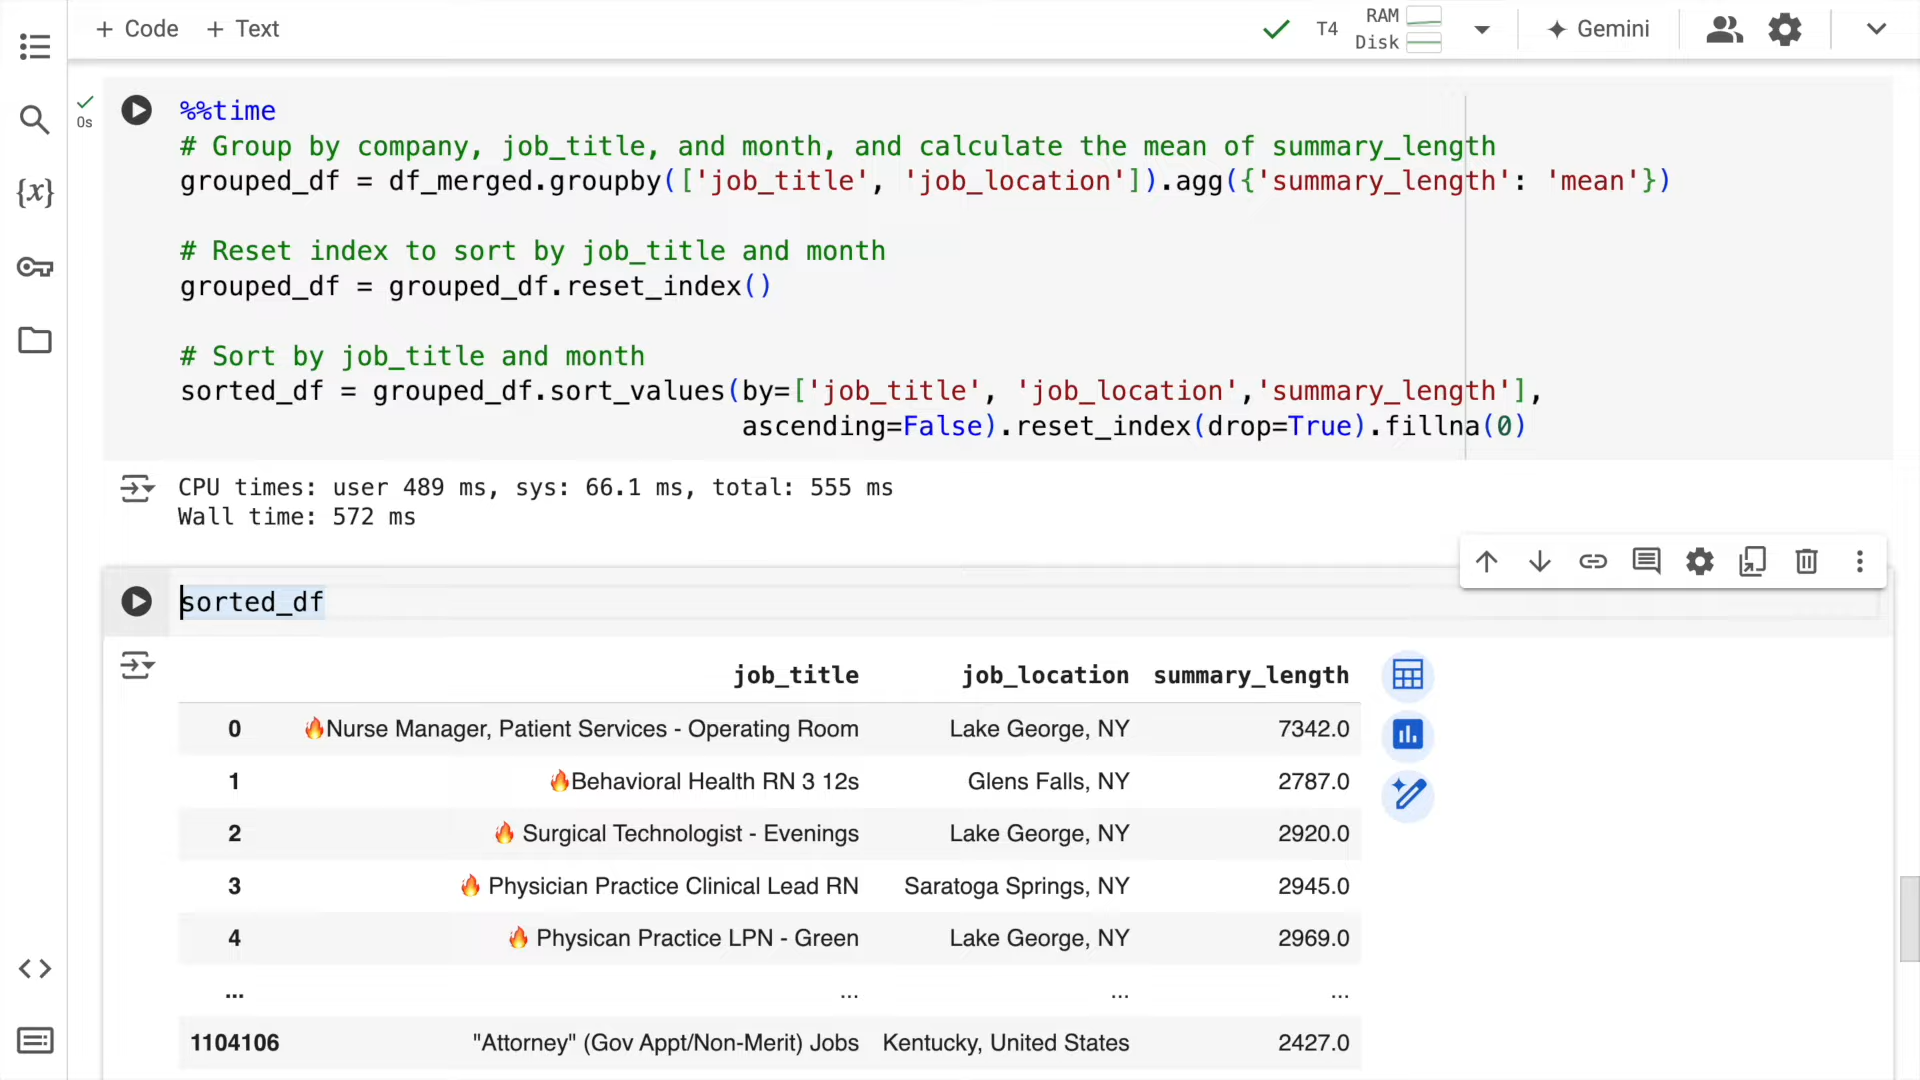 + Code + Text
T4
RAM
Disk
Gemini
{x}
0s
%%time
# Group by company, job_title, and month, and calculate the mean of summary_length
grouped_df = df_merged.groupby(['job_title', 'job_location']).agg({'summary_length': 'mean'})
# Reset index to sort by job_title and month
grouped_df = grouped_df.reset_index()
# Sort by job_title and month
sorted_df = grouped_df.sort_values(by=['job_title', 'job_location','summary_length'],
ascending=False).reset_index(drop=True).fillna(0)
CPU times: user 489 ms, sys: 66.1 ms, total: 555 ms
Wall time: 572 ms
sorted_df
job_title job_location summary_length
0 🔥Nurse Manager, Patient Services - Operating Room Lake George, NY 7342.0
1 🔥Behavioral Health RN 3 12s Glens Falls, NY 2787.0
2 🔥 Surgical Technologist - Evenings Lake George, NY 2920.0
3 🔥 Physician Practice Clinical Lead RN Saratoga Springs, NY 2945.0
4 🔥 Physican Practice LPN - Green Lake George, NY 2969.0
... ... ... ...
1104106 "Attorney" (Gov Appt/Non-Merit) Jobs Kentucky, United States 2427.0